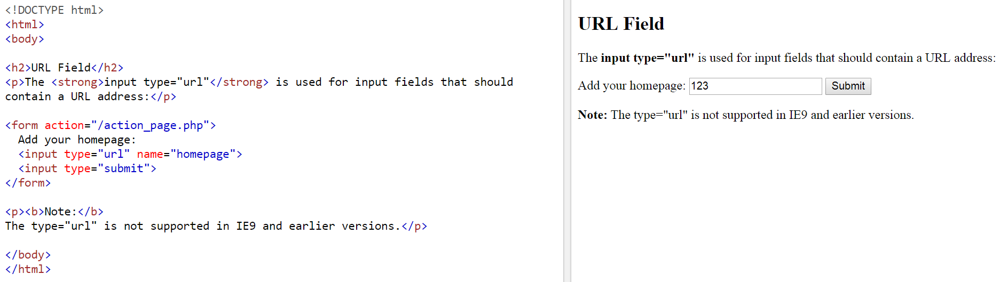 <!DOCTYPE html>
<html>
<body>
<h2>URL Field</h2>
<p>The <strong>input type="url"</strong> is used for input fields that should
contain a URL address:</p>
<form action="/action_page.php">
Add your homepage:
<input type="url" name="homepage">
<input type="submit">
</form>
<p><b>Note:</b>
The type="url" is not supported in IE9 and earlier versions.</p>
</body>
</html>
URL Field
The input type="url" is used for input fields that should contain a URL address:
Add your homepage: 123 Submit
Note: The type="url" is not supported in IE9 and earlier versions.